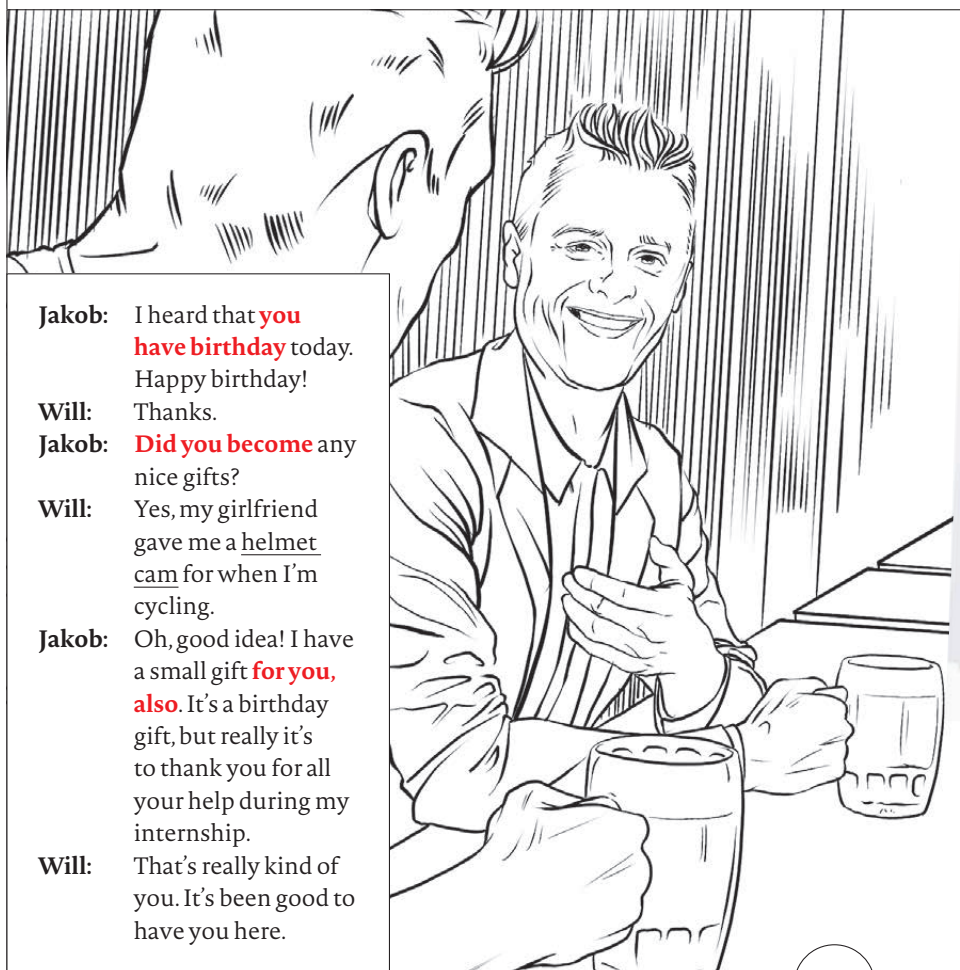 Jakob: I heard that you
have birthday today.
Happy birthday!
Will: Thanks.
Jakob: Did you become any
nice gifts?
Will: Yes, my girlfriend
gave me a helmet
cam for when I’m
cycling.
Jakob: Oh, good idea! I have
a small gift for you,
also. It’s a birthday
gift, but really it’s
to thank you for all
your help during my
internship.
Will: That’s really kind of
you. It’s been good to
have you here.